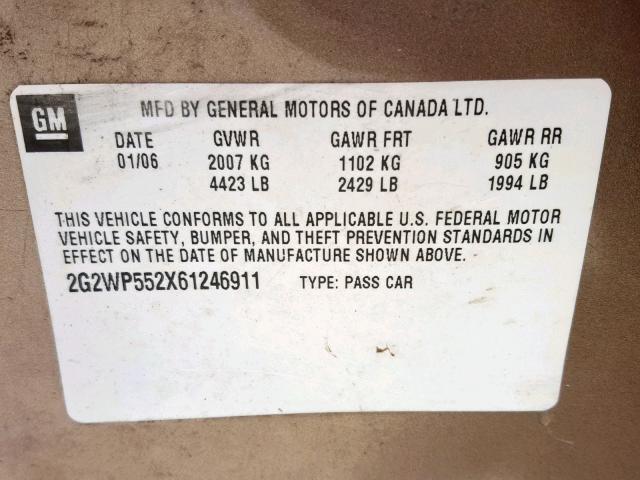 GM
MFD BY GENERAL MOTORS OF CANADA LTD.
DATE GVWR GAWR FRT GAWR RR
01/06 2007 KG 1102 KG 905 KG
4423 LB 2429 LB 1994 LB
THIS VEHICLE CONFORMS TO ALL APPLICABLE U.S. FEDERAL MOTOR
VEHICLE SAFETY, BUMPER, AND THEFT PREVENTION STANDARDS IN
EFFECT ON THE DATE OF MANUFACTURE SHOWN ABOVE.
2G2WP552X61246911 TYPE: PASS CAR